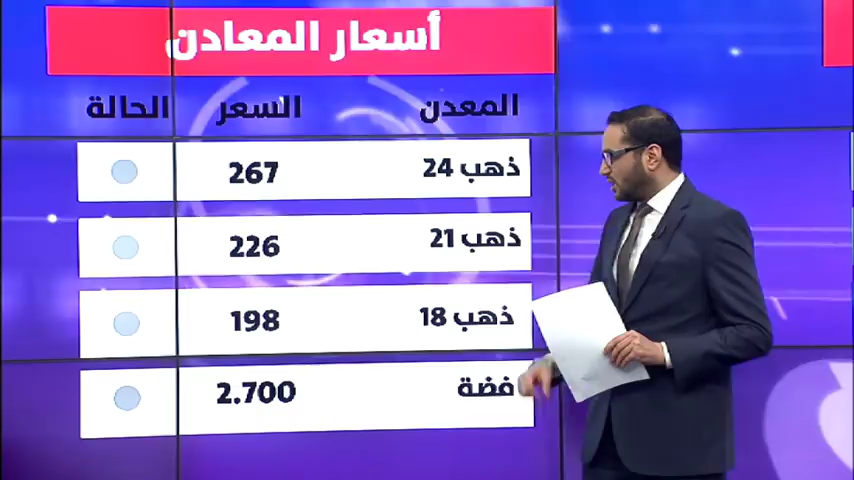 أسعار المعادن
المعدن السعر الحالة
ذهب 24 267
ذهب 21 226
ذهب 18 198
فضة 2.700